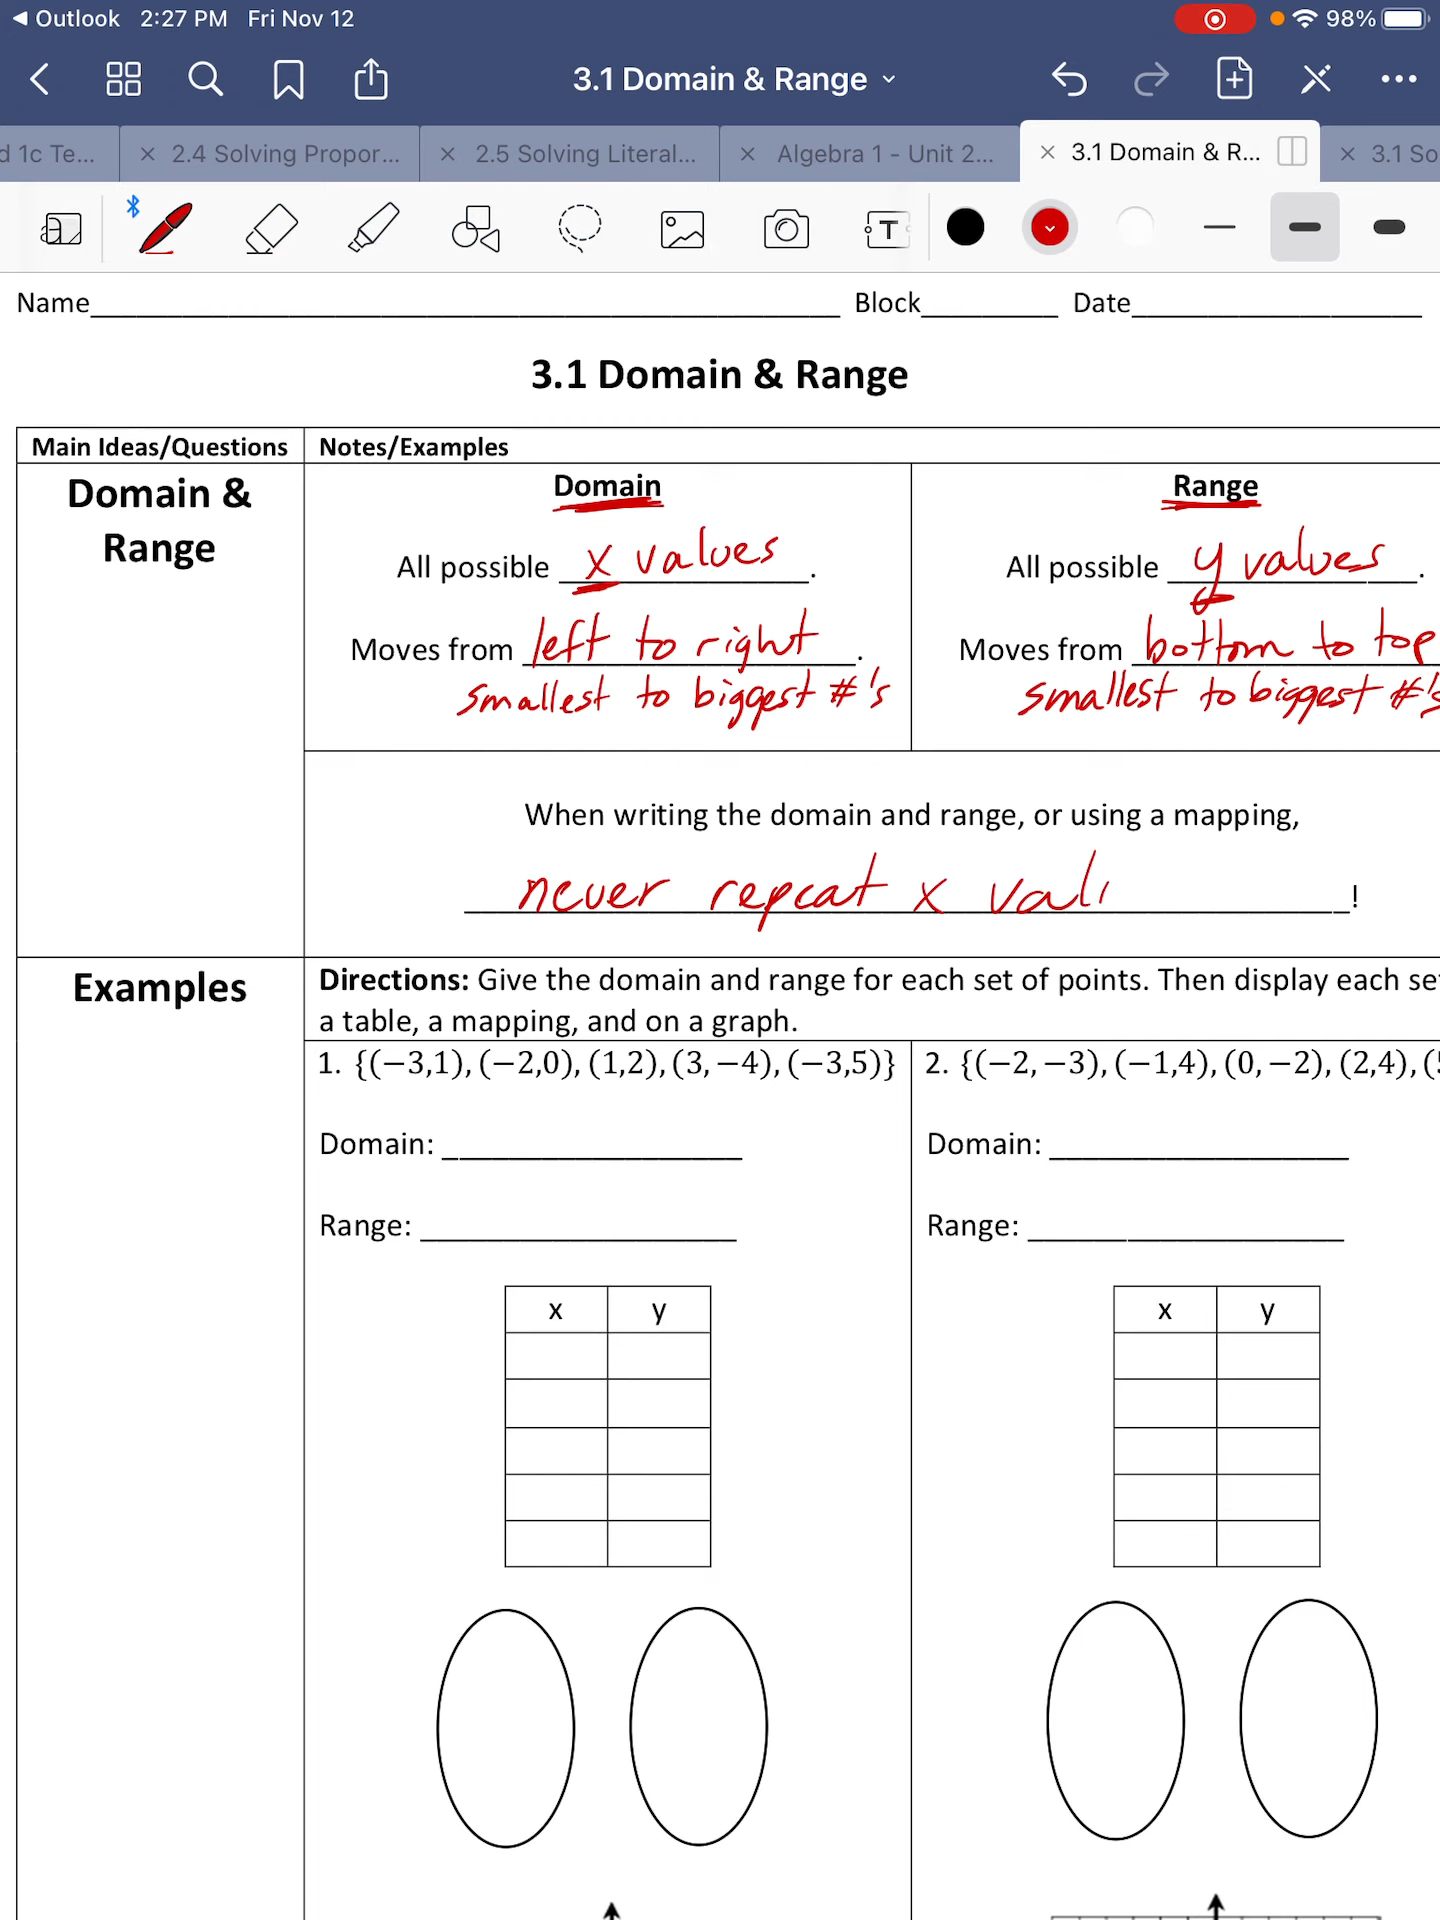 Outlook 2:27 PM Fri Nov 12 98%
3.1 Domain & Range
d 1c Te... 2.4 Solving Propor... 2.5 Solving Literal... Algebra 1 - Unit 2... 3.1 Domain & R... 3.1 So
Name Block Date
3.1 Domain & Range
Main Ideas/Questions Notes/Examples
Domain &
Range
Domain
All possible x values.
Moves from left to right.
smallest to biggest #'s
Range
All possible y values.
Moves from bottom to top
smallest to biggest #'s
When writing the domain and range, or using a mapping,
never repeat x val !
Examples
Directions: Give the domain and range for each set of points. Then display each se
a table, a mapping, and on a graph.
1. {(−3,1), (−2,0), (1,2), (3, −4), (−3,5)}
Domain:
Range:
x y
2. {(−2, −3), (−1,4), (0, −2), (2,4), (
Domain:
Range:
x y